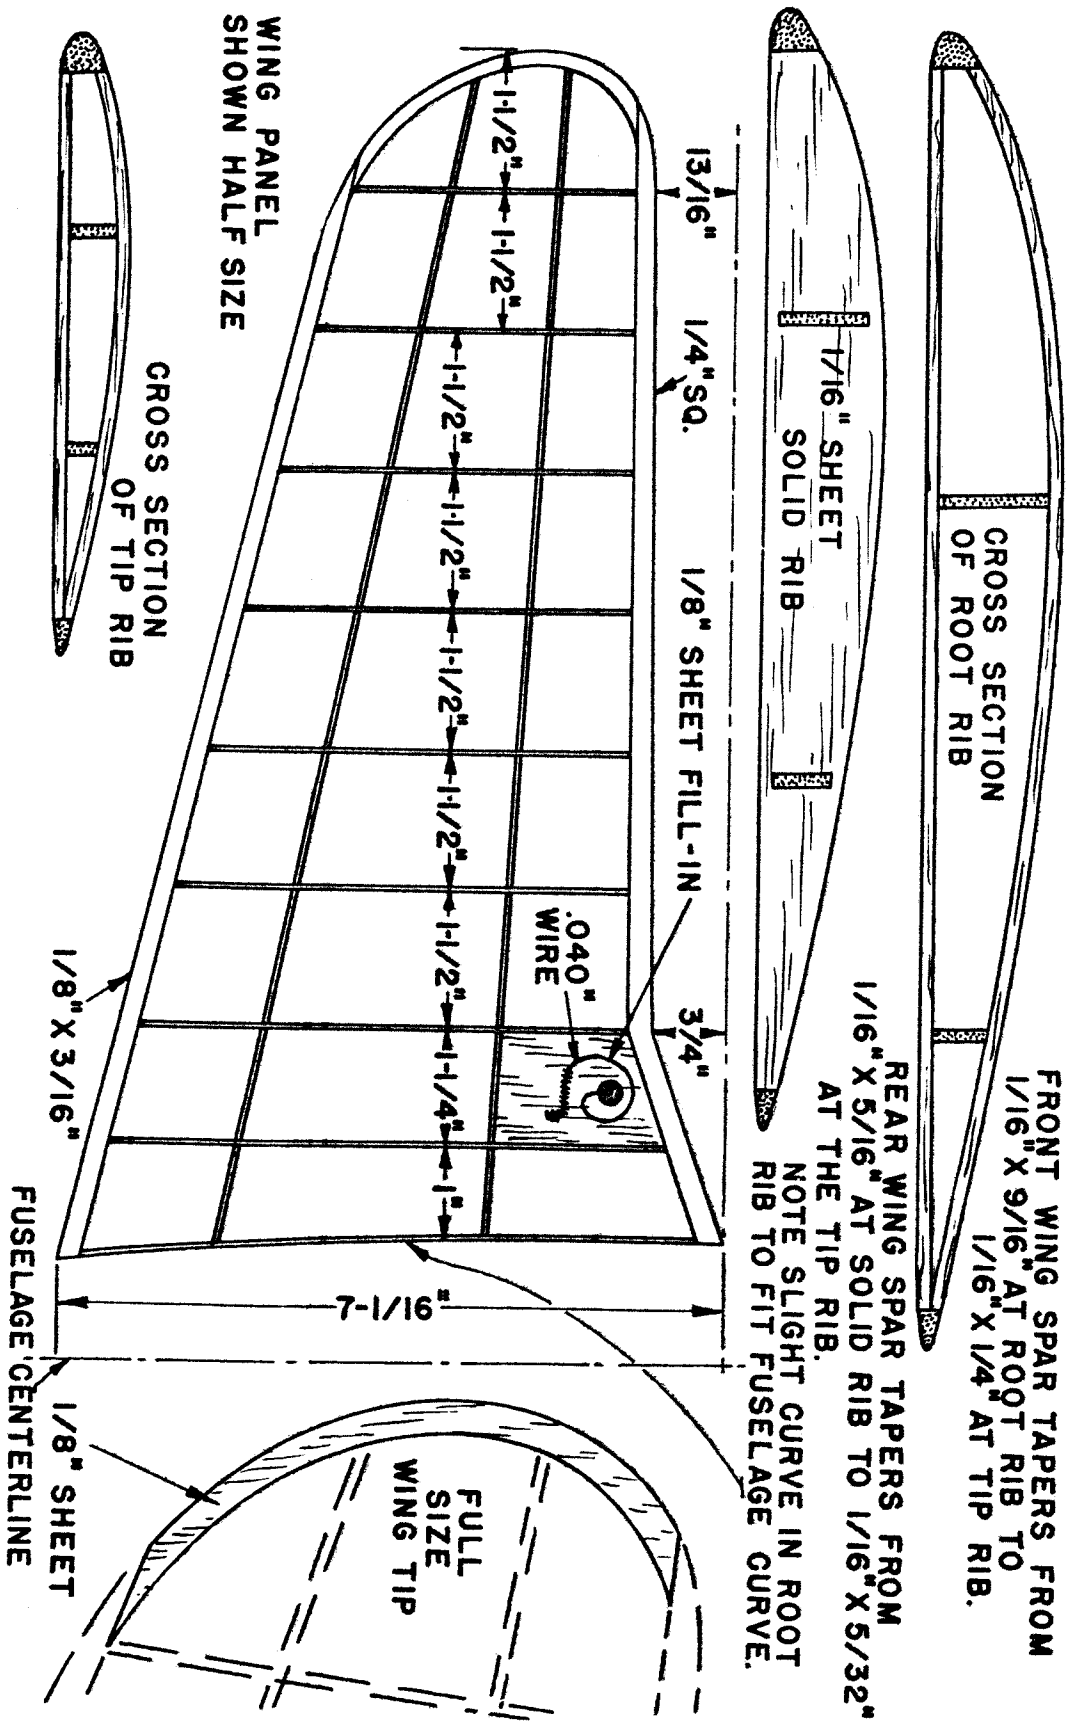 FRONT WING SPAR TAPERS FROM
1/16" X 9/16" AT ROOT RIB TO
1/16" X 1/4" AT TIP RIB.
CROSS SECTION
OF ROOT RIB
REAR WING SPAR TAPERS FROM
1/16" X 5/16" AT SOLID RIB TO 1/16" X 5/32"
AT THE TIP RIB.
1/16" SHEET
SOLID RIB
NOTE SLIGHT CURVE IN ROOT
RIB TO FIT FUSELAGE CURVE.
13/16"
1/4" SQ.
1/8" SHEET FILL-IN
3/4"
.040"
WIRE
1-1/2"
1-1/2"
1-1/2"
1-1/2"
1-1/2"
1-1/2"
1-1/2"
1-1/4"
1"
7-1/16"
WING PANEL
SHOWN HALF SIZE
CROSS SECTION
OF TIP RIB
1/8" X 3/16"
FUSELAGE CENTERLINE
FULL
SIZE
WING TIP
1/8" SHEET